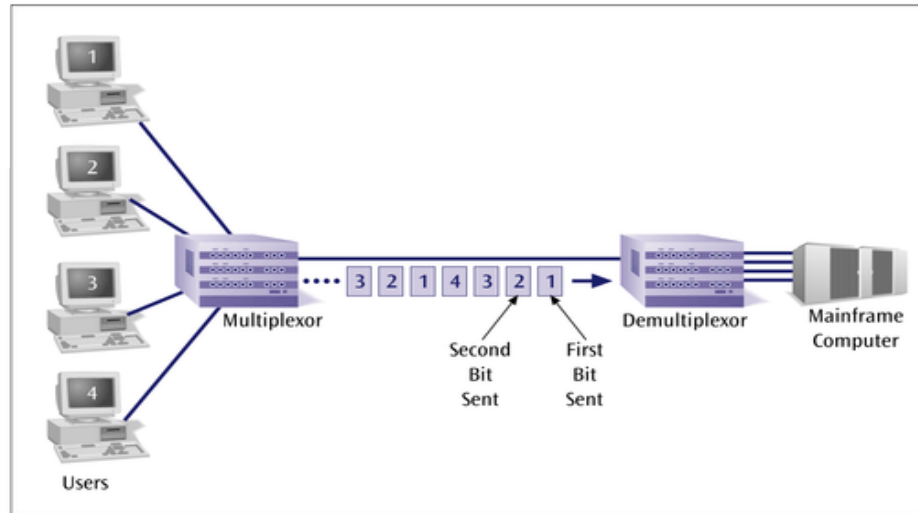 1
2
3
4
Users
Multiplexor
3 2 1 4 3 2 1
Second
Bit
Sent
First
Bit
Sent
Demultiplexor
Mainframe
Computer